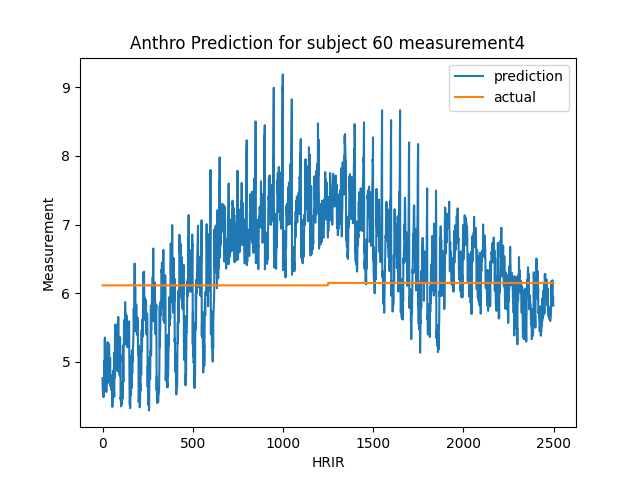 Anthro Prediction for subject 60 measurement4
prediction
actual
Measurement
9
8
7
6
5
0
500
1000
1500
2000
2500
HRIR